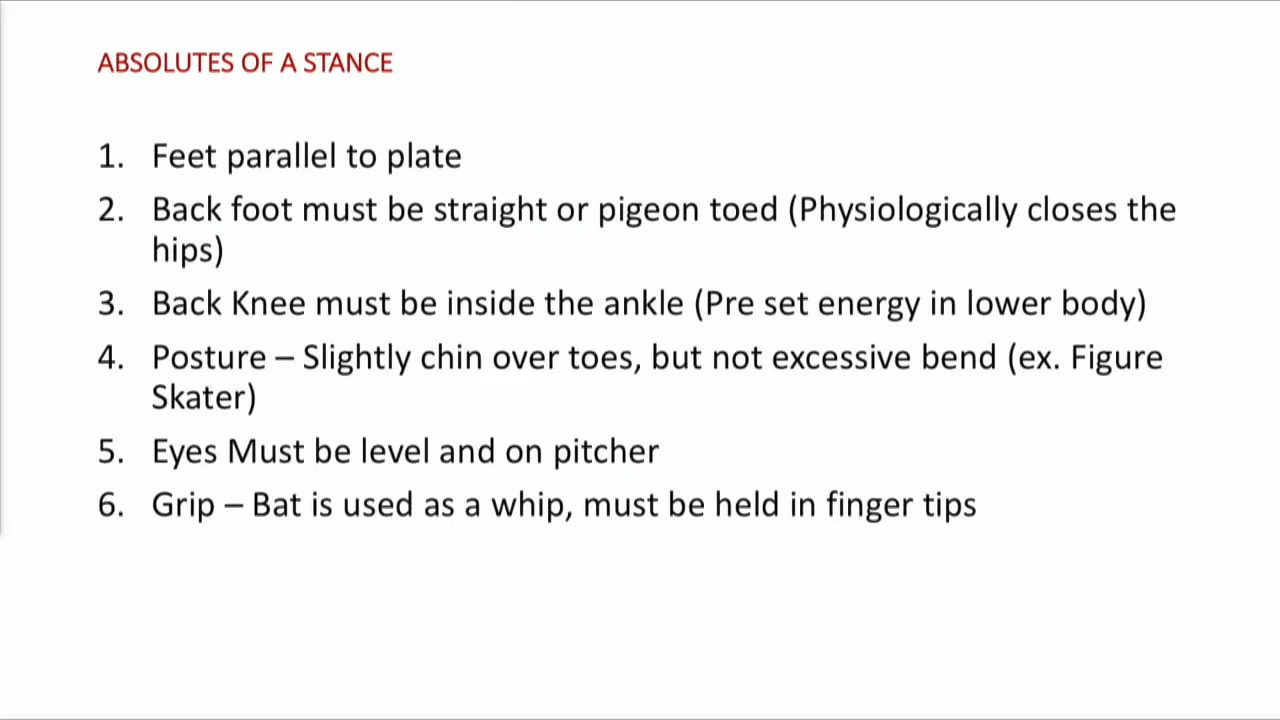 ABSOLUTES OF A STANCE
1. Feet parallel to plate
2. Back foot must be straight or pigeon toed (Physiologically closes the
hips)
3. Back Knee must be inside the ankle (Pre set energy in lower body)
4. Posture – Slightly chin over toes, but not excessive bend (ex. Figure
Skater)
5. Eyes Must be level and on pitcher
6. Grip – Bat is used as a whip, must be held in finger tips